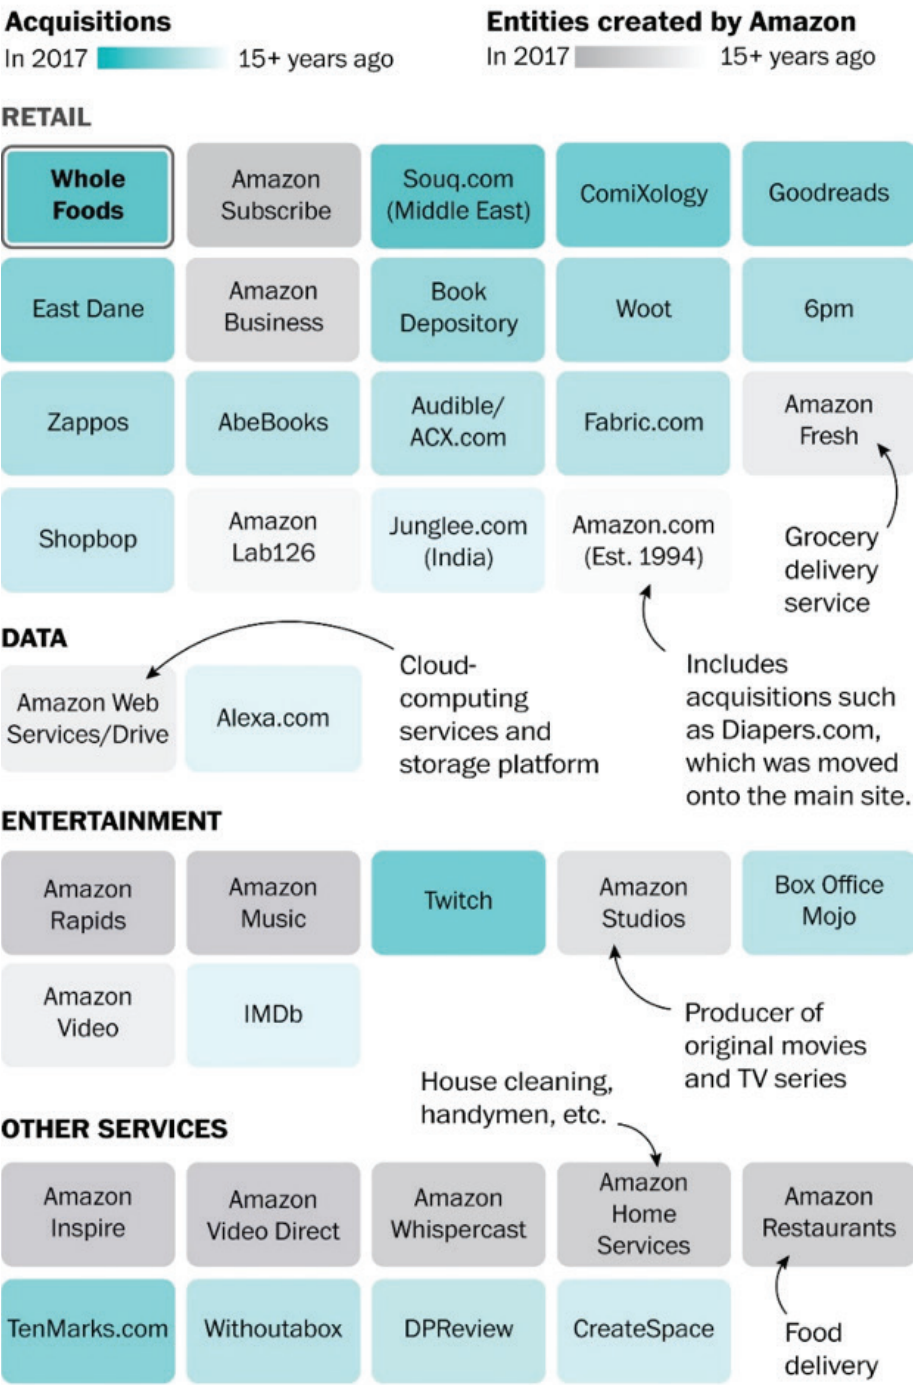 Acquisitions
In 2017
15+ years ago
Entities created by Amazon
In 2017
15+ years ago
RETAIL
Whole
Foods
Amazon
Subscribe
Souq.com
(Middle East)
ComiXology
Goodreads
East Dane
Amazon
Business
Book
Depository
Woot
6pm
Zappos
AbeBooks
Audible/
ACX.com
Fabric.com
Amazon
Fresh
Shopbop
Amazon
Lab126
Junglee.com
(India)
Amazon.com
(Est. 1994)
Grocery
delivery
service
DATA
Amazon Web
Services/Drive
Alexa.com
Cloud-
computing
services and
storage platform
Includes
acquisitions such
as Diapers.com,
which was moved
onto the main site.
ENTERTAINMENT
Amazon
Rapids
Amazon
Music
Twitch
Amazon
Studios
Box Office
Mojo
Amazon
Video
IMDb
Producer of
original movies
and TV series
House cleaning,
handymen, etc.
OTHER SERVICES
Amazon
Inspire
Amazon
Video Direct
Amazon
Whispercast
Amazon
Home
Services
Amazon
Restaurants
TenMarks.com
Withoutabox
DPReview
CreateSpace
Food
delivery